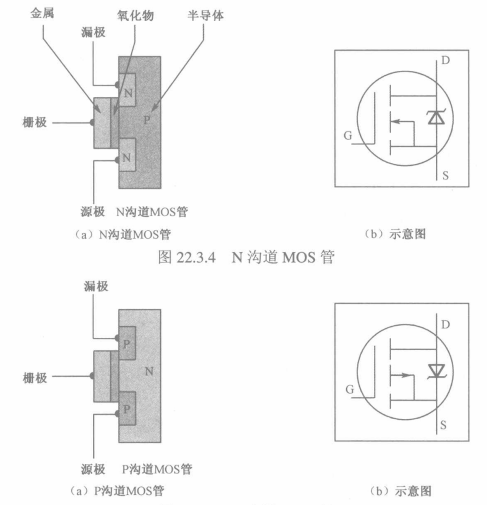 金属
氧化物
半导体
漏极
N
P
栅极
N
源极 N沟道MOS管
D
G
S
(a) N沟道MOS管
(b) 示意图
图 22.3.4 N 沟道 MOS 管
漏极
P
N
栅极
P
源极 P沟道MOS管
D
G
S
(a) P沟道MOS管
(b) 示意图